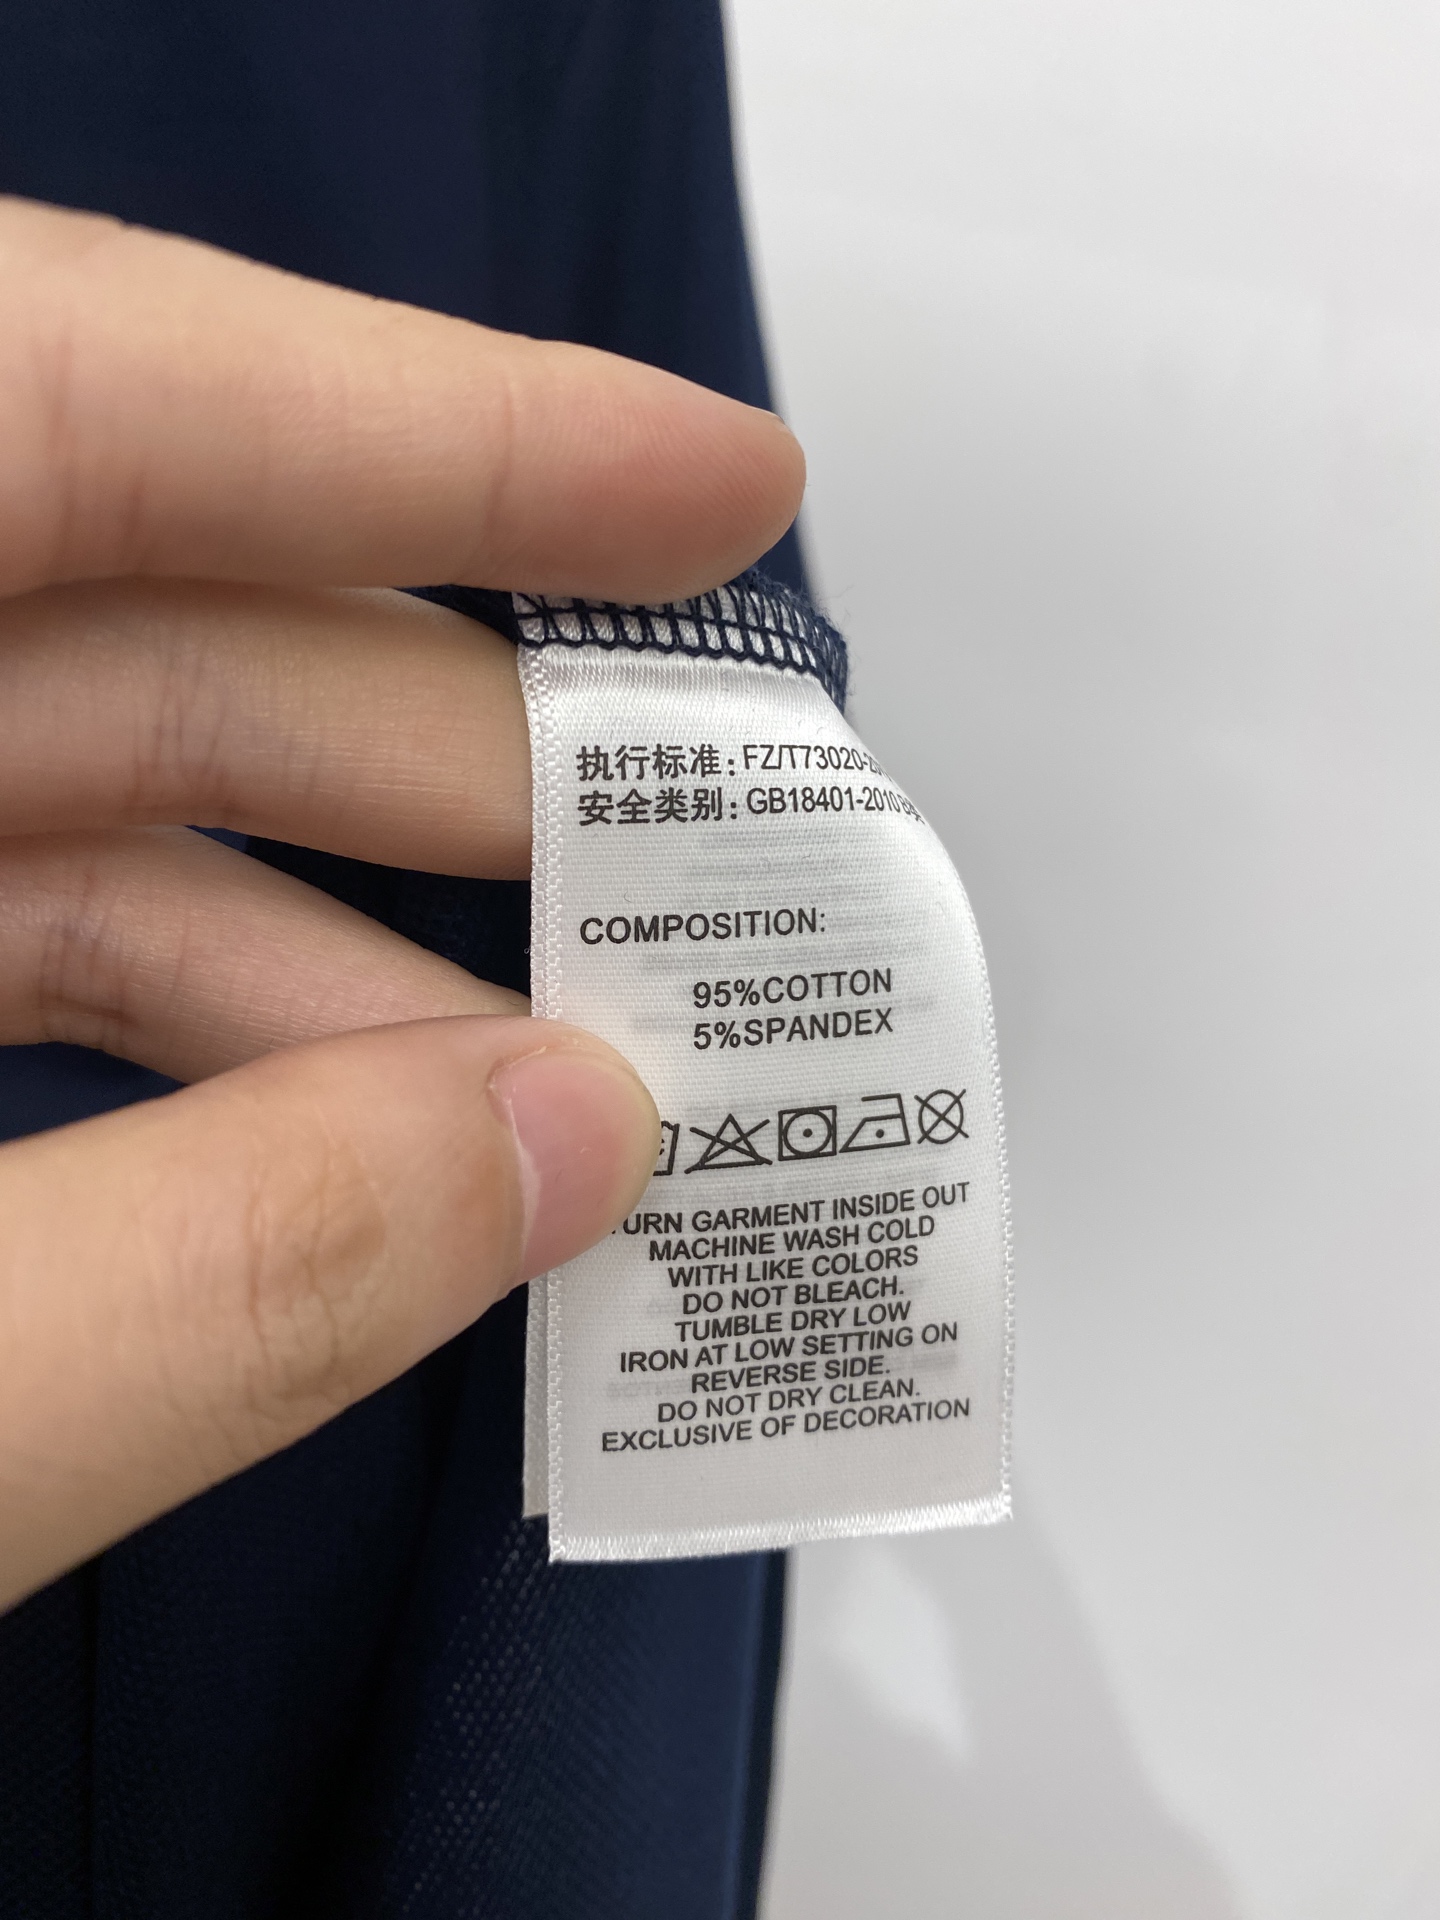 执行标准: FZ/T73020-
安全类别: GB18401-2010
COMPOSITION:
95%COTTON
5%SPANDEX
TURN GARMENT INSIDE OUT
MACHINE WASH COLD
WITH LIKE COLORS
DO NOT BLEACH.
TUMBLE DRY LOW
IRON AT LOW SETTING ON
REVERSE SIDE.
DO NOT DRY CLEAN.
EXCLUSIVE OF DECORATION